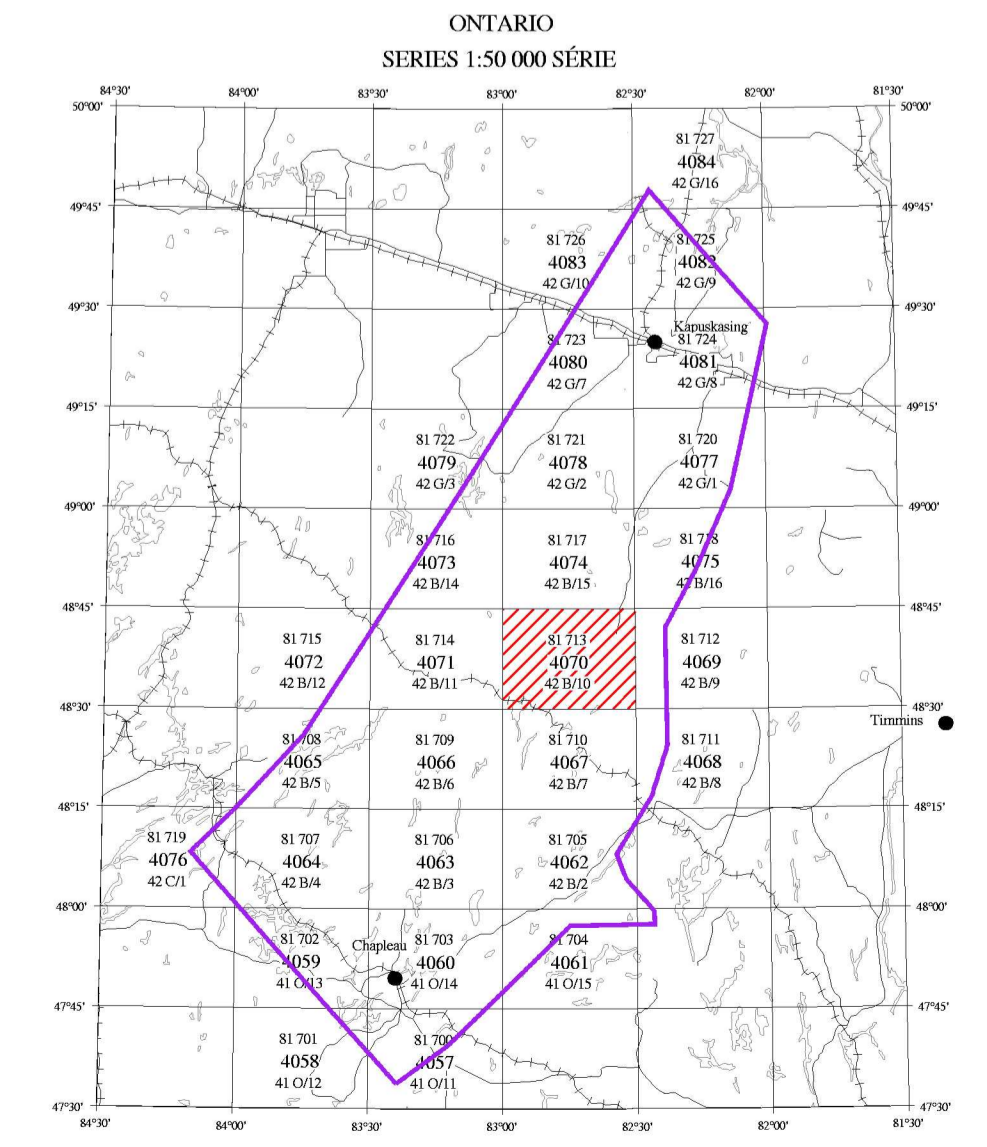 ONTARIO
SERIES 1:50 000 SÉRIE
84°30' 84°00' 83°30' 83°00' 82°30' 82°00' 81°30'
50°00' 50°00'
81 727
4084
42 G/16
49°45' 49°45'
81 726 81 725
4083 4082
42 G/10 42 G/9
49°30' 49°30'
Kapuskasing
81 723 81 724
4080 4081
42 G/7 42 G/8
49°15' 49°15'
81 722 81 721 81 720
4079 4078 4077
42 G/3 42 G/2 42 G/1
49°00' 49°00'
81 716 81 717 81 718
4073 4074 4075
42 B/14 42 B/15 42 B/16
48°45' 48°45'
81 715 81 714 81 713 81 712
4072 4071 4070 4069
42 B/12 42 B/11 42 B/10 42 B/9
48°30' 48°30'
Timmins
81 708 81 709 81 710 81 711
4065 4066 4067 4068
42 B/5 42 B/6 42 B/7 42 B/8
48°15' 48°15'
81 719 81 707 81 706 81 705
4076 4064 4063 4062
42 C/1 42 B/4 42 B/3 42 B/2
48°00' 48°00'
81 702 Chapleau 81 703 81 704
4059 4060 4061
41 O/13 41 O/14 41 O/15
47°45' 47°45'
81 701 81 700
4058 4057
41 O/12 41 O/11
47°30' 47°30'
84°30' 84°00' 83°30' 83°00' 82°30' 82°00' 81°30'